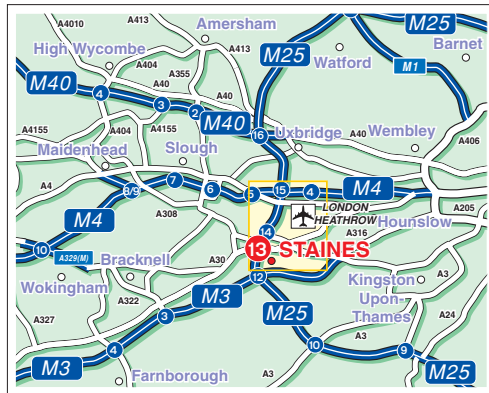 A4010
A413
Amersham
M25
Barnet
High Wycombe
A404
A355
A413
Watford
M1
M40
4
3
A40
2
A40
M40
16
Uxbridge
A40
Wembley
A406
A4155
A404
A4155
Maidenhead
Slough
A4
8/9
7
6
5
15
4
M4
M4
A308
LONDON
HEATHROW
Hounslow
A205
10
A329(M)
Bracknell
A30
14
A316
13 STAINES
Wokingham
A322
12
Kingston
Upon-
Thames
A24
A327
3
M3
M25
A3
4
10
9
M25
M3
Farnborough
A3
A3